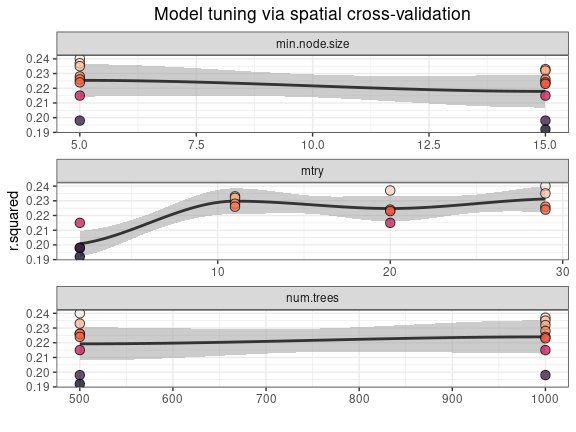 Model tuning via spatial cross-validation
min.node.size
0.24
0.23
0.22
0.21
0.20
0.19
5.0 7.5 10.0 12.5 15.0
mtry
0.24
0.23
0.22
0.21
0.20
0.19
10 20 30
r.squared
num.trees
0.24
0.23
0.22
0.21
0.20
0.19
500 600 700 800 900 1000